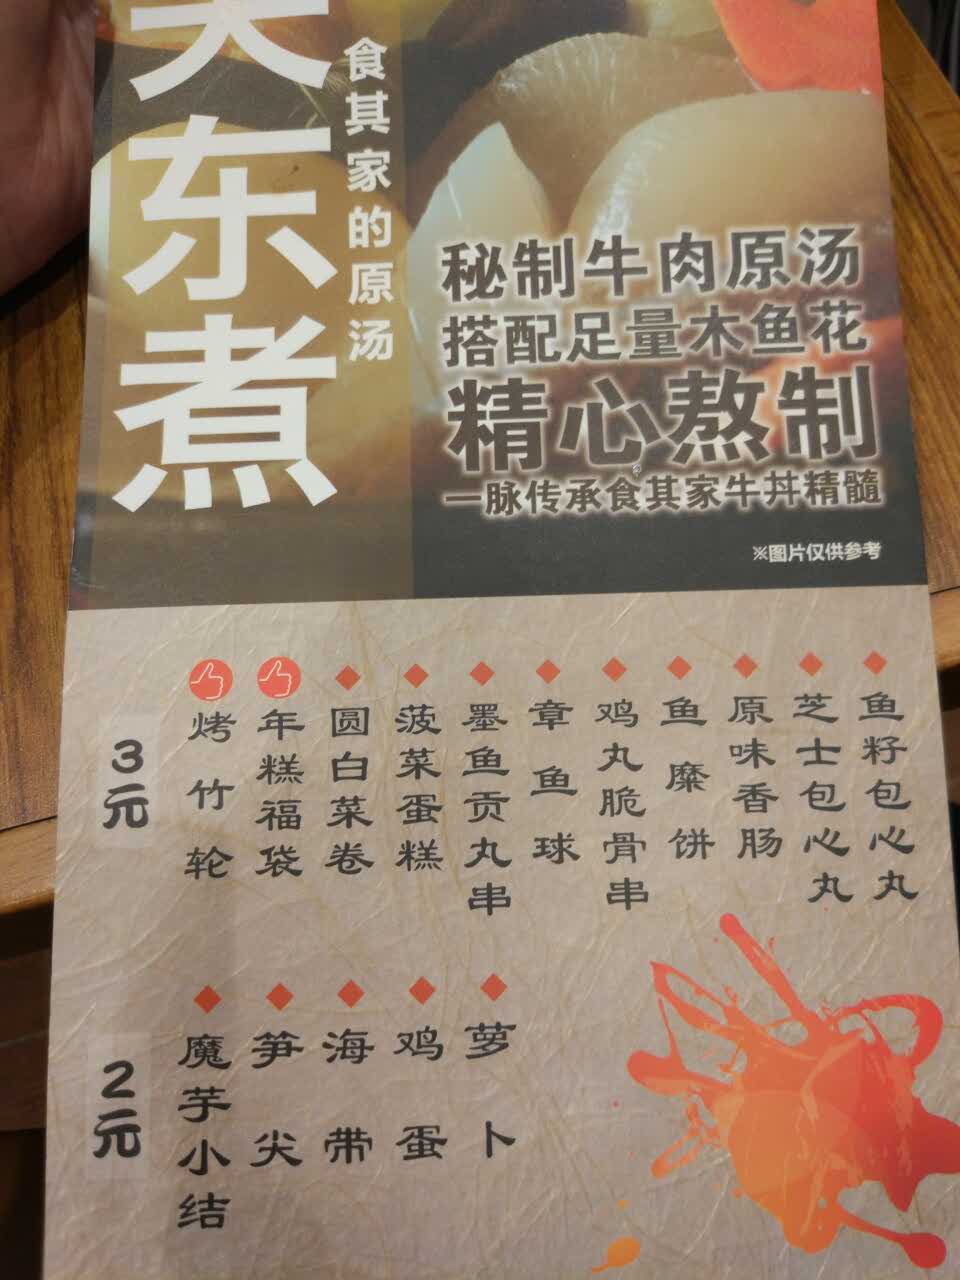 关东煮
食其家的原汤
秘制牛肉原汤
搭配足量木鱼花
精心熬制
一脉传承食其家牛丼精髓
※图片仅供参考
3元
烤竹轮
年糕福袋
圆白菜卷
菠菜蛋糕
墨鱼贡丸串
章鱼球
鸡丸脆骨串
鱼糜饼
原味香肠
芝士包心丸
鱼籽包心丸
2元
魔芋小结
笋尖
海带
鸡蛋
萝卜